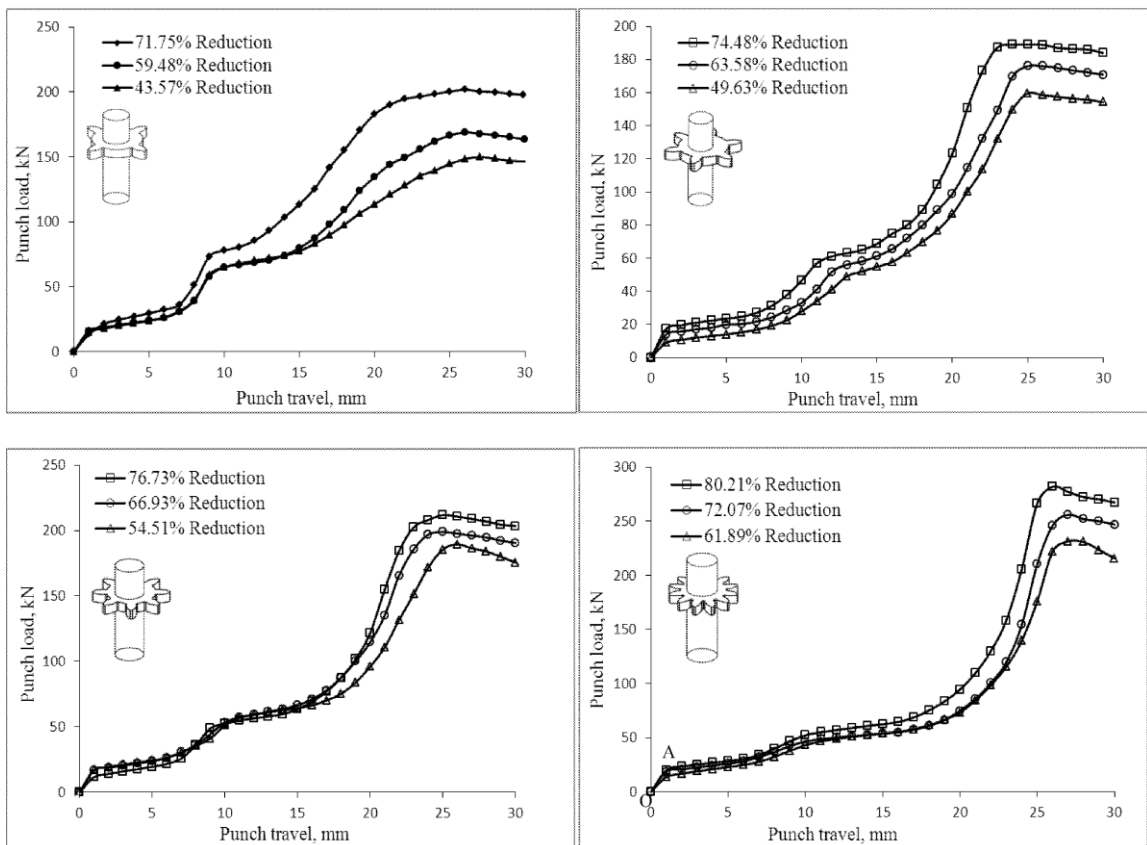 250
200
150
100
50
0
Punch load, kN
71.75% Reduction
59.48% Reduction
43.57% Reduction
0 5 10 15 20 25 30
Punch travel, mm
200
180
160
140
120
100
80
60
40
20
0
Punch load, kN
74.48% Reduction
63.58% Reduction
49.63% Reduction
0 5 10 15 20 25 30
Punch travel, mm
250
200
150
100
50
0
Punch load, kN
76.73% Reduction
66.93% Reduction
54.51% Reduction
0 5 10 15 20 25 30
Punch travel, mm
300
250
200
150
100
50
0
Punch load, kN
80.21% Reduction
72.07% Reduction
61.89% Reduction
A
O
0 5 10 15 20 25 30
Punch travel, mm